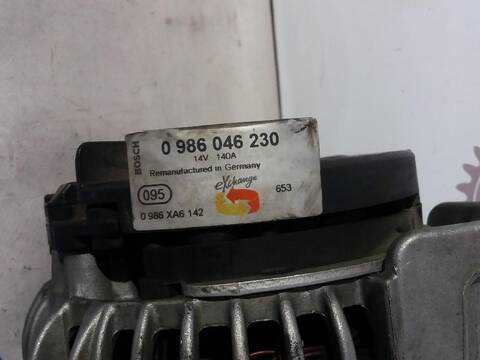 BOSCH
0 986 046 230
14V 140A
Remanufactured in Germany
eXchange
095
653
0 986 XA6 142